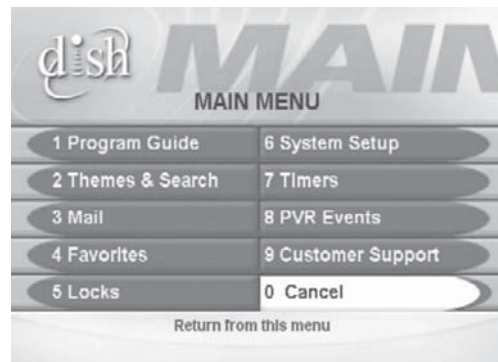 dish
MAIN
MAIN MENU
1 Program Guide
2 Themes & Search
3 Mail
4 Favorites
5 Locks
6 System Setup
7 Timers
8 PVR Events
9 Customer Support
0 Cancel
Return from this menu